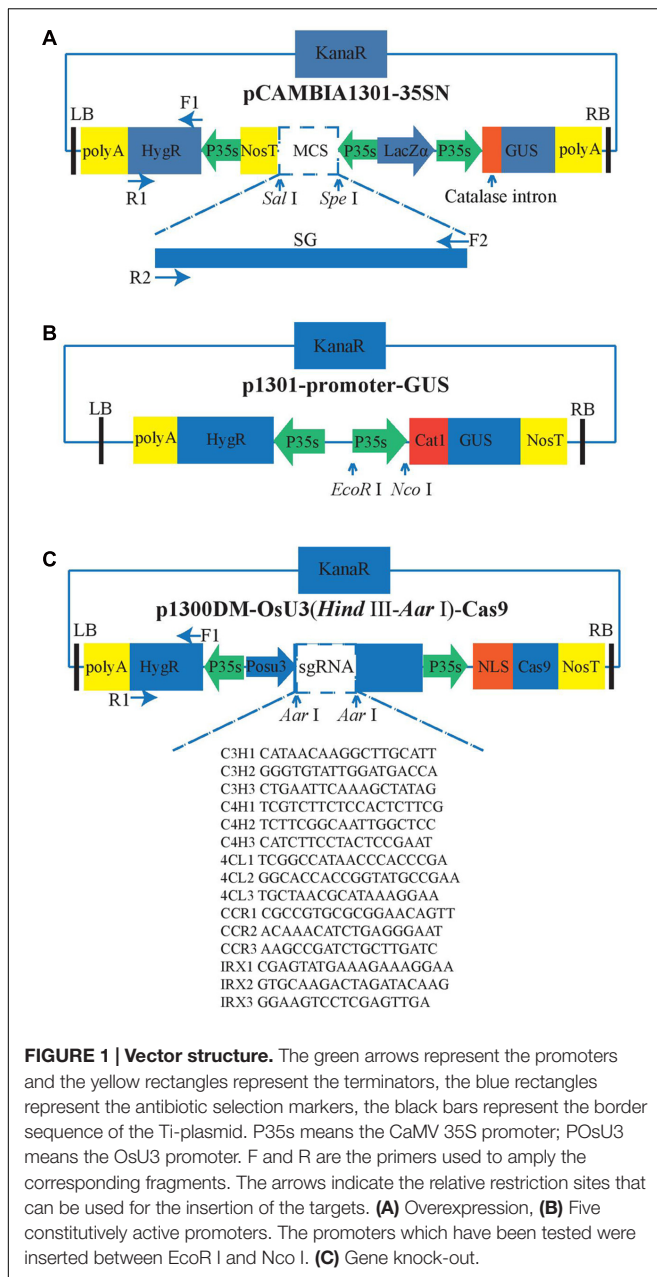 A
KanaR
pCAMBIA1301-35SN
LB
F1
RB
polyA
HygR
P35s
NosT
MCS
P35s
LacZα
P35s
GUS
polyA
R1
Sal I
Spe I
Catalase intron
SG
F2
R2
B
KanaR
p1301-promoter-GUS
LB
RB
polyA
HygR
P35s
P35s
Cat1
GUS
NosT
EcoR I
Nco I
C
KanaR
p1300DM-OsU3(Hind III-Aar I)-Cas9
LB
F1
RB
polyA
HygR
P35s
Posu3
sgRNA
P35s
NLS
Cas9
NosT
R1
Aar I
Aar I
C3H1 CATAACAAGGCTTGCATT
C3H2 GGGTGTATTGGATGACCA
C3H3 CTGAATTCAAAGCTATAG
C4H1 TCGTCTTCTCCACTCTTCG
C4H2 TCTTCGGCAATTGGCTCC
C4H3 CATCTTCCTACTCCGAAT
4CL1 TCGGCCATAACCCACCCGA
4CL2 GGCACCACCGGTATGCCGAA
4CL3 TGCTAACGCATAAAGGAA
CCR1 CGCCGTGCGCGGAACAGTT
CCR2 ACAAACATCTGAGGGAAT
CCR3 AAGCCGATCTGCTTGATC
IRX1 CGAGTATGAAAGAAAGGAA
IRX2 GTGCAAGACTAGATACAAG
IRX3 GGAAGTCCTCGAGTTGA
FIGURE 1 | Vector structure. The green arrows represent the promoters
and the yellow rectangles represent the terminators, the blue rectangles
represent the antibiotic selection markers, the black bars represent the border
sequence of the Ti-plasmid. P35s means the CaMV 35S promoter; POsU3
means the OsU3 promoter. F and R are the primers used to amply the
corresponding fragments. The arrows indicate the relative restriction sites that
can be used for the insertion of the targets. (A) Overexpression, (B) Five
constitutively active promoters. The promoters which have been tested were
inserted between EcoR I and Nco I. (C) Gene knock-out.